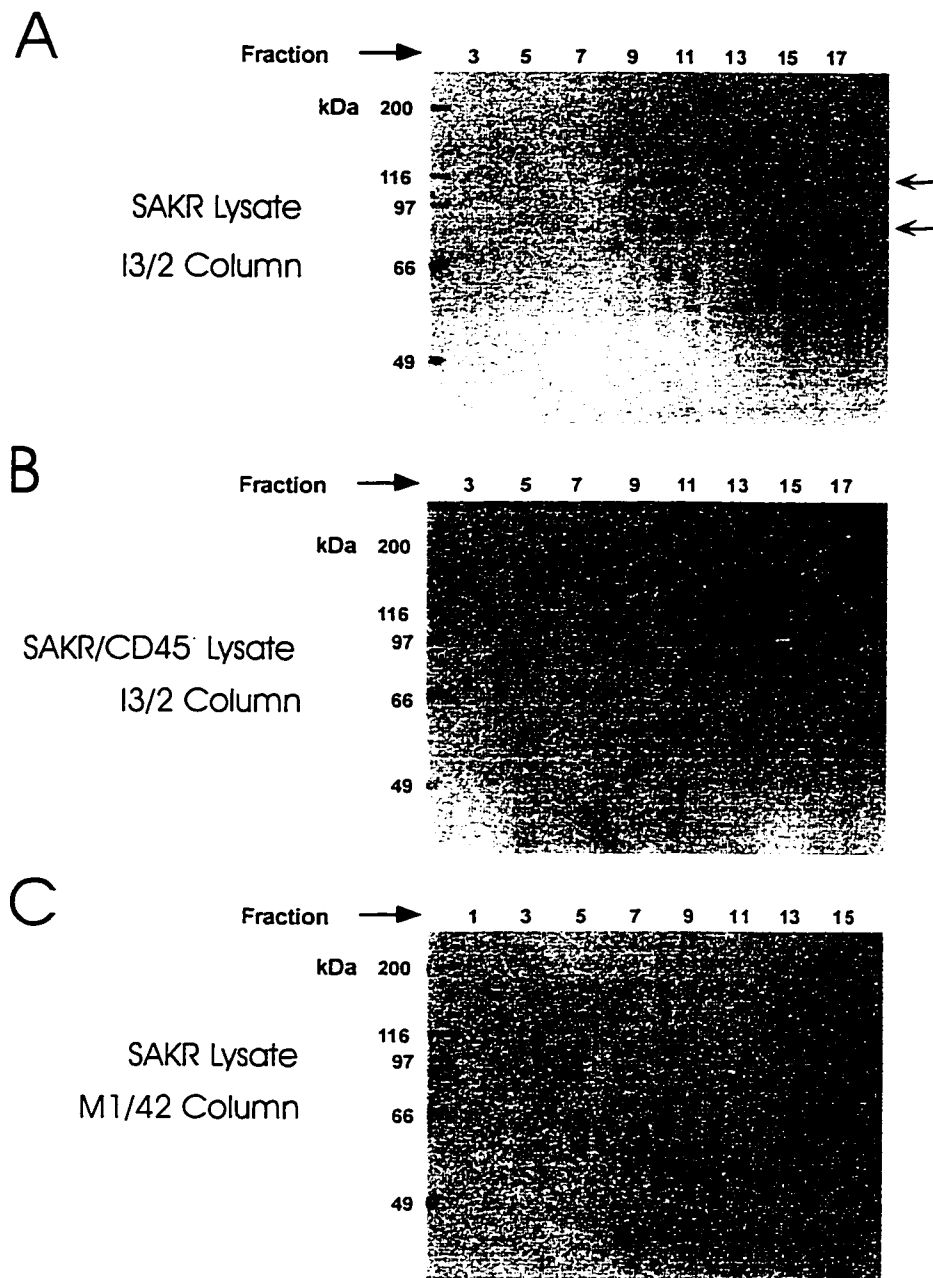 A
Fraction → 3 5 7 9 11 13 15 17
kDa 200
116
97
66
49
SAKR Lysate
I3/2 Column
B
Fraction → 3 5 7 9 11 13 15 17
kDa 200
116
97
66
49
SAKR/CD45- Lysate
I3/2 Column
C
Fraction → 1 3 5 7 9 11 13 15
kDa 200
116
97
66
49
SAKR Lysate
M1/42 Column